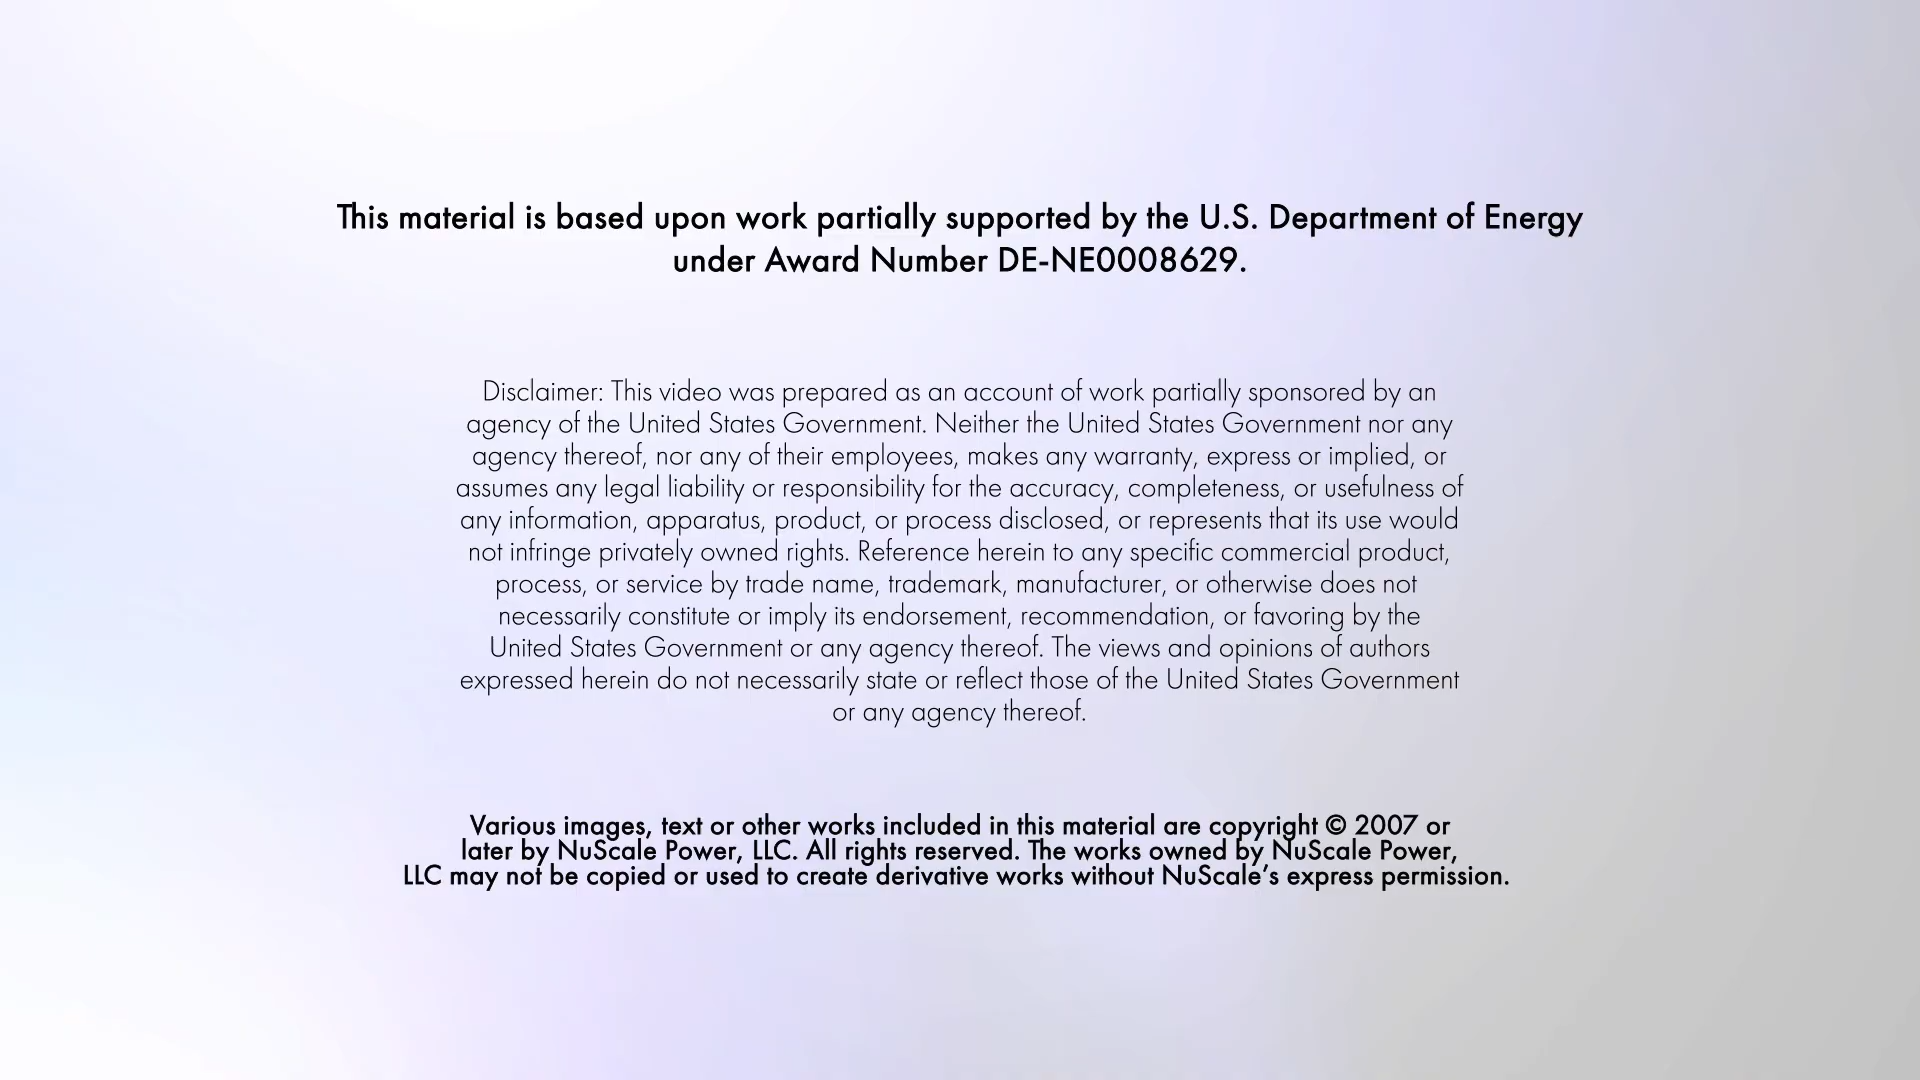 This material is based upon work partially supported by the U.S. Department of Energy
under Award Number DE-NE0008629.
Disclaimer: This video was prepared as an account of work partially sponsored by an
agency of the United States Government. Neither the United States Government nor any
agency thereof, nor any of their employees, makes any warranty, express or implied, or
assumes any legal liability or responsibility for the accuracy, completeness, or usefulness of
any information, apparatus, product, or process disclosed, or represents that its use would
not infringe privately owned rights. Reference herein to any specific commercial product,
process, or service by trade name, trademark, manufacturer, or otherwise does not
necessarily constitute or imply its endorsement, recommendation, or favoring by the
United States Government or any agency thereof. The views and opinions of authors
expressed herein do not necessarily state or reflect those of the United States Government
or any agency thereof.
Various images, text or other works included in this material are copyright © 2007 or
later by NuScale Power, LLC. All rights reserved. The works owned by NuScale Power,
LLC may not be copied or used to create derivative works without NuScale’s express permission.